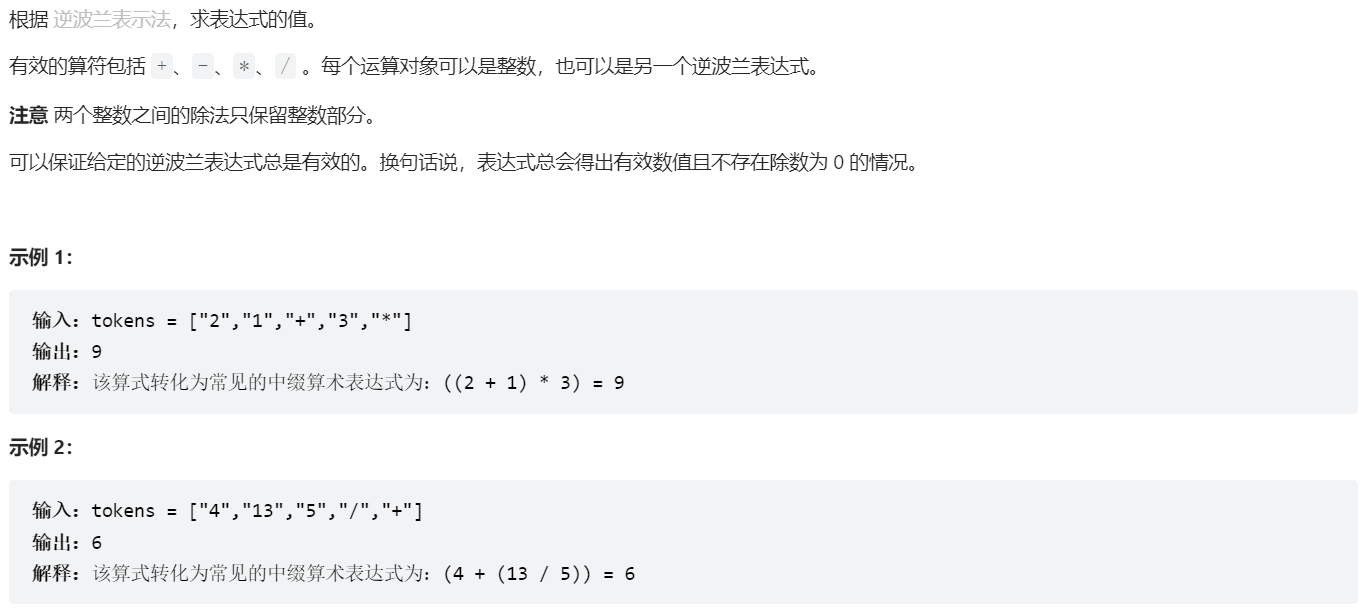 根据 逆波兰表示法，求表达式的值。
有效的算符包括 +、-、*、/ 。每个运算对象可以是整数，也可以是另一个逆波兰表达式。
注意 两个整数之间的除法只保留整数部分。
可以保证给定的逆波兰表达式总是有效的。换句话说，表达式总会得出有效数值且不存在除数为 0 的情况。
示例 1：
输入：tokens = ["2","1","+","3","*"]
输出：9
解释：该算式转化为常见的中缀算术表达式为：((2 + 1) * 3) = 9
示例 2：
输入：tokens = ["4","13","5","/","+"]
输出：6
解释：该算式转化为常见的中缀算术表达式为：(4 + (13 / 5)) = 6